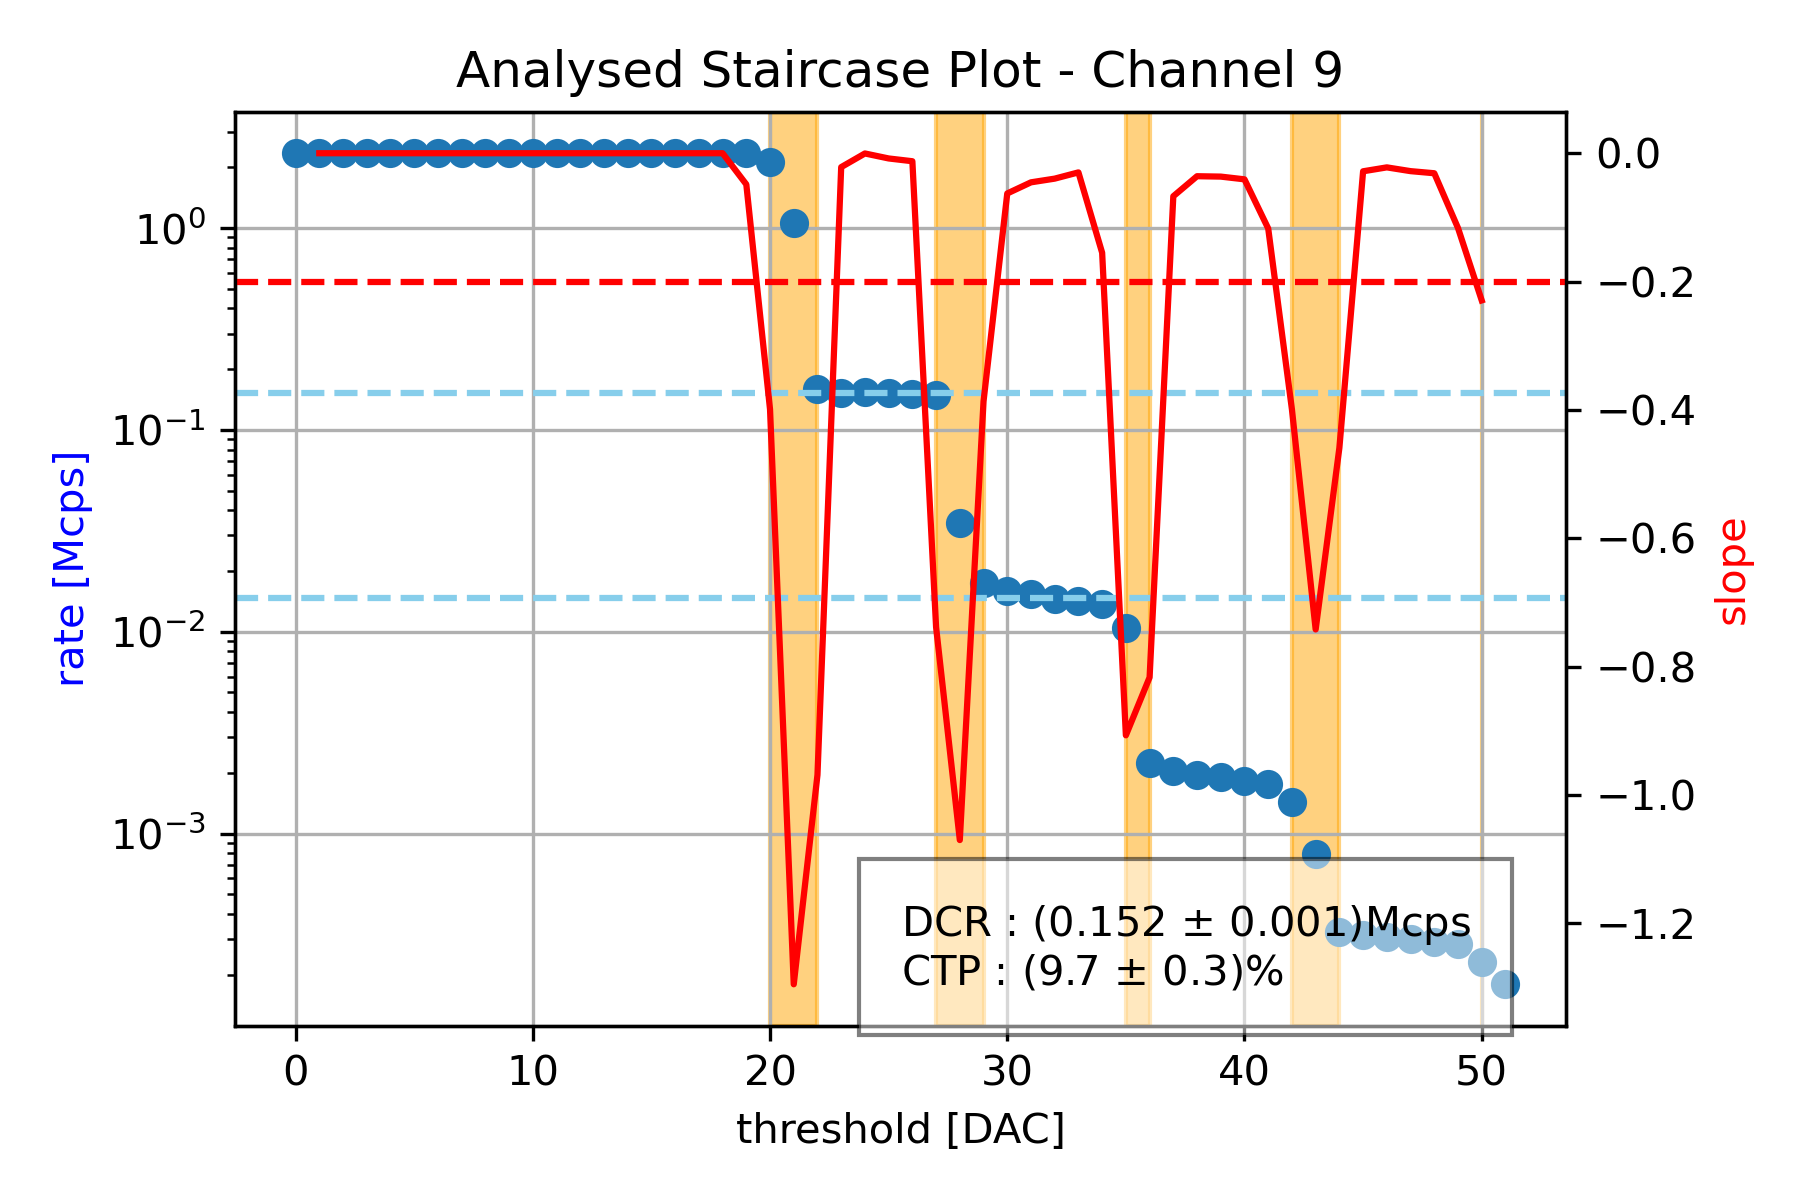 Analysed Staircase Plot - Channel 9
rate [Mcps]
10⁰
10⁻¹
10⁻²
10⁻³
0.0
−0.2
−0.4
−0.6
−0.8
−1.0
−1.2
slope
DCR : (0.152 ± 0.001)Mcps
CTP : (9.7 ± 0.3)%
0 10 20 30 40 50
threshold [DAC]